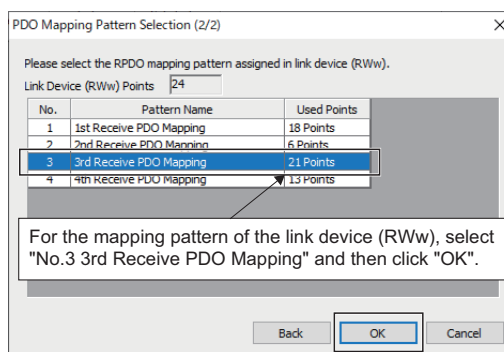 PDO Mapping Pattern Selection (2/2)
Please select the RPDO mapping pattern assigned in link device (RWw).
Link Device (RWw) Points 24
No. Pattern Name Used Points
1 1st Receive PDO Mapping 18 Points
2 2nd Receive PDO Mapping 6 Points
3 3rd Receive PDO Mapping 21 Points
4 4th Receive PDO Mapping 13 Points
For the mapping pattern of the link device (RWw), select
"No.3 3rd Receive PDO Mapping" and then click "OK".
Back OK Cancel